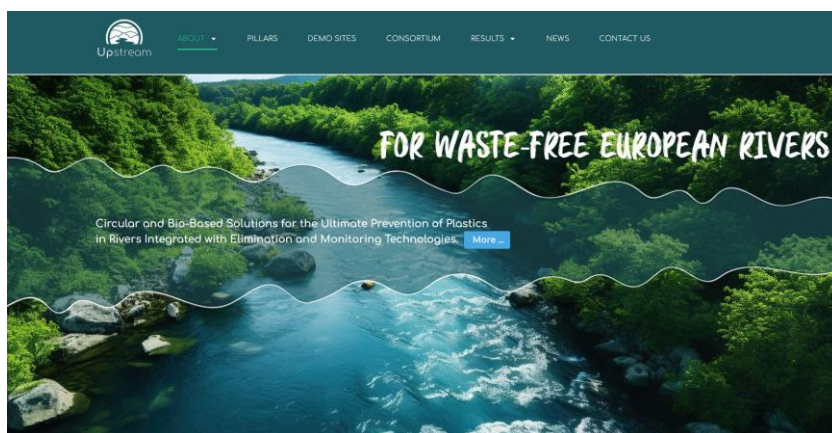 Upstream
ABOUT
PILLARS
DEMO SITES
CONSORTIUM
RESULTS
NEWS
CONTACT US
FOR WASTE-FREE EUROPEAN RIVERS
Circular and Bio-Based Solutions for the Ultimate Prevention of Plastics
in Rivers Integrated with Elimination and Monitoring Technologies.
More ...